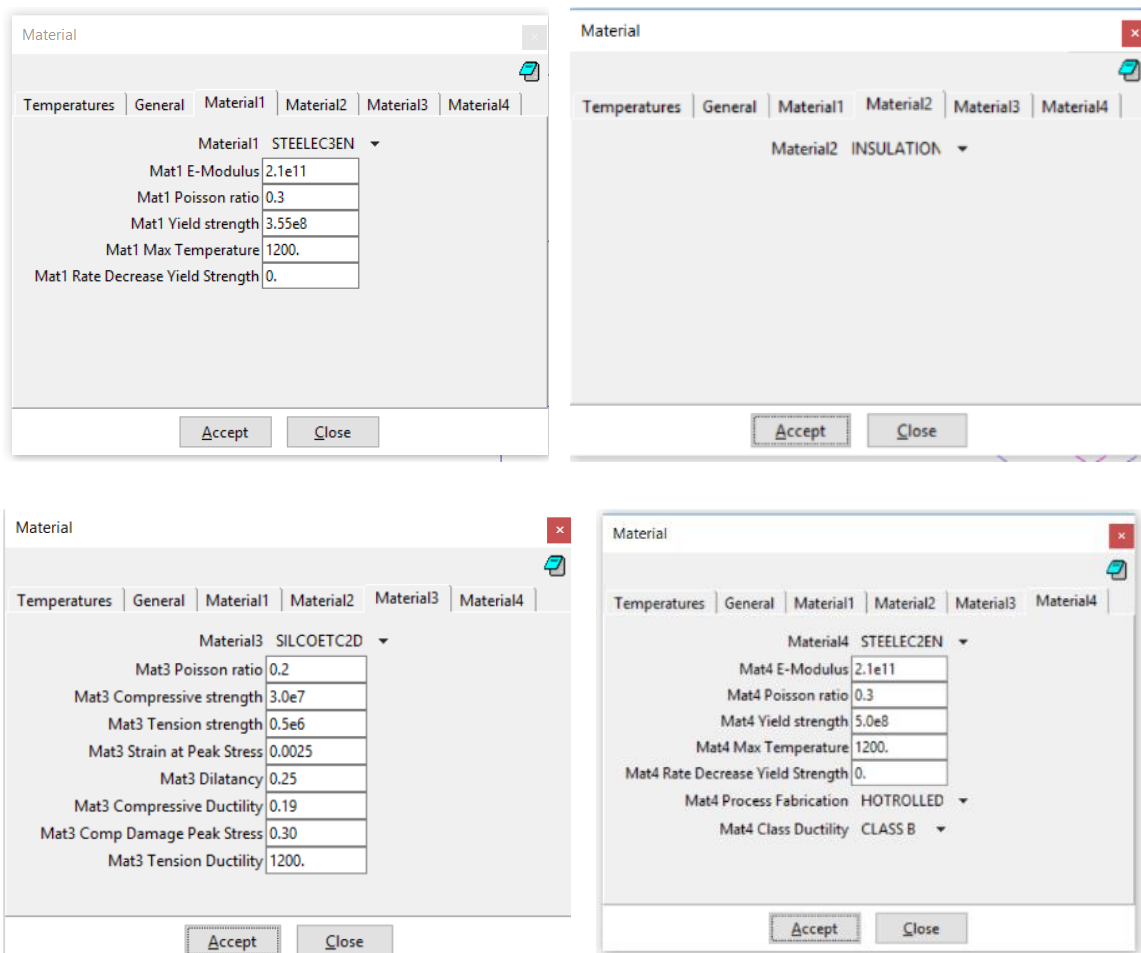 Material
Temperatures General Material1 Material2 Material3 Material4
Material1 STEELEC3EN
Mat1 E-Modulus 2.1e11
Mat1 Poisson ratio 0.3
Mat1 Yield strength 3.55e8
Mat1 Max Temperature 1200.
Mat1 Rate Decrease Yield Strength 0.
Accept Close
Material
Temperatures General Material1 Material2 Material3 Material4
Material2 INSULATION
Accept Close
Material
Temperatures General Material1 Material2 Material3 Material4
Material3 SILCOETC2D
Mat3 Poisson ratio 0.2
Mat3 Compressive strength 3.0e7
Mat3 Tension strength 0.5e6
Mat3 Strain at Peak Stress 0.0025
Mat3 Dilatancy 0.25
Mat3 Compressive Ductility 0.19
Mat3 Comp Damage Peak Stress 0.30
Mat3 Tension Ductility 1200.
Accept Close
Material
Temperatures General Material1 Material2 Material3 Material4
Material4 STEELEC2EN
Mat4 E-Modulus 2.1e11
Mat4 Poisson ratio 0.3
Mat4 Yield strength 5.0e8
Mat4 Max Temperature 1200.
Mat4 Rate Decrease Yield Strength 0.
Mat4 Process Fabrication HOTROLLED
Mat4 Class Ductility CLASS B
Accept Close